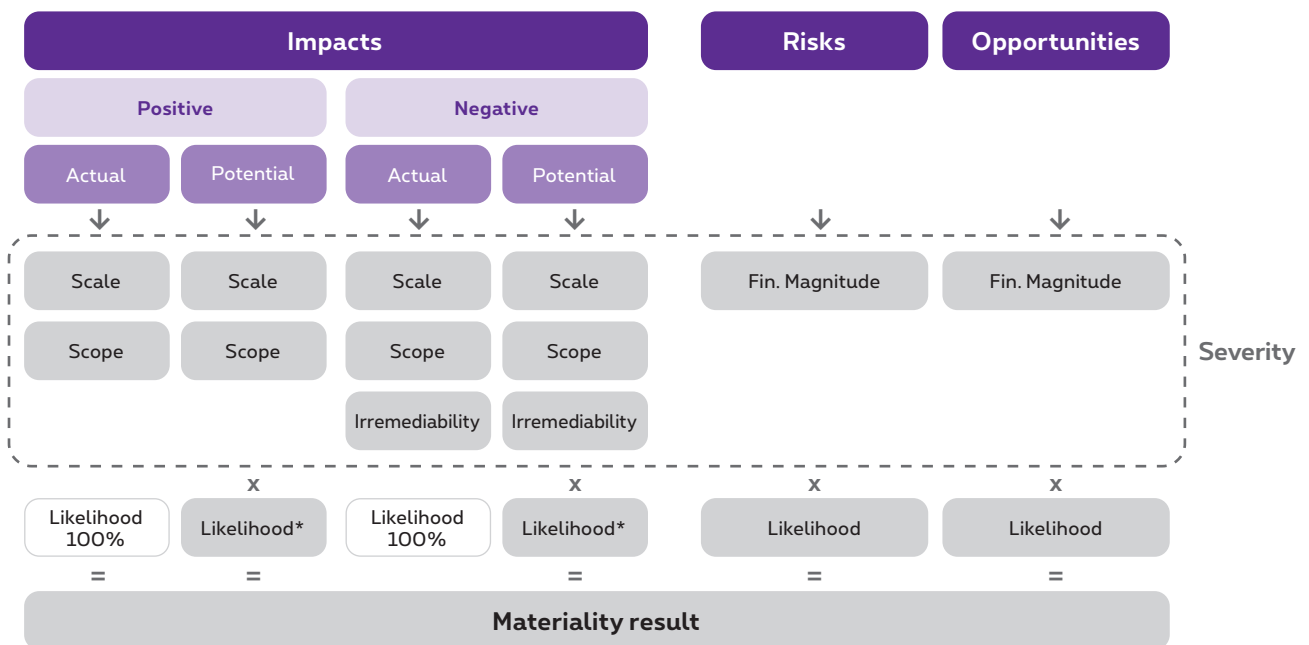 Impacts Risks Opportunities
Positive Negative
Actual Potential Actual Potential
Scale Scale Scale Scale Fin. Magnitude Fin. Magnitude
Scope Scope Scope Scope Severity
Irremediability Irremediability
x x x x
Likelihood 100% Likelihood* Likelihood 100% Likelihood* Likelihood Likelihood
= = = = =
Materiality result